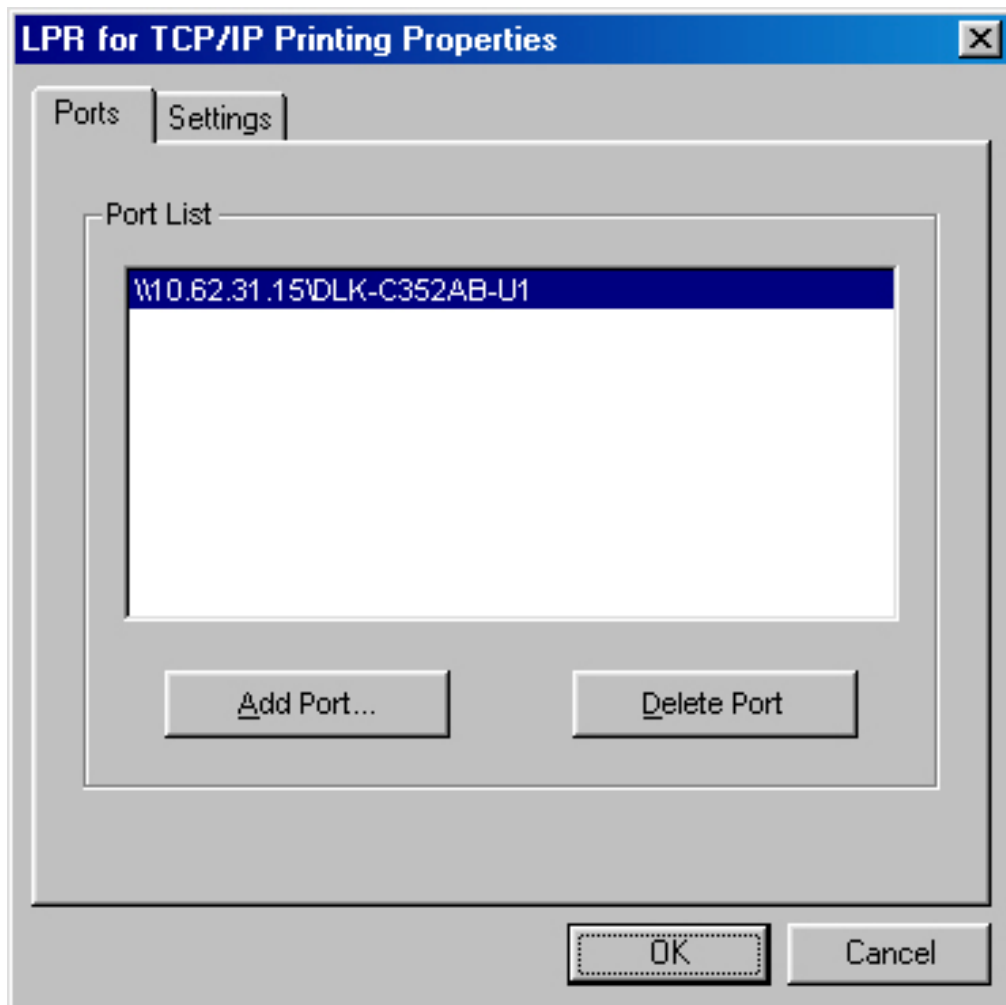 LPR for TCP/IP Printing Properties
Ports
Settings
Port List
\\10.62.31.15\DLK-C352AB-U1
Add Port...
Delete Port
OK
Cancel